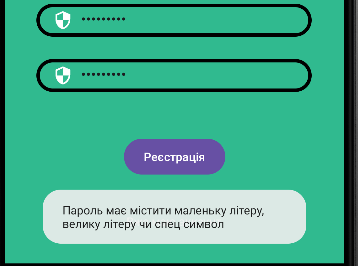 •••••••••
•••••••••
Реєстрація
Пароль має містити маленьку літеру,
велику літеру чи спец символ